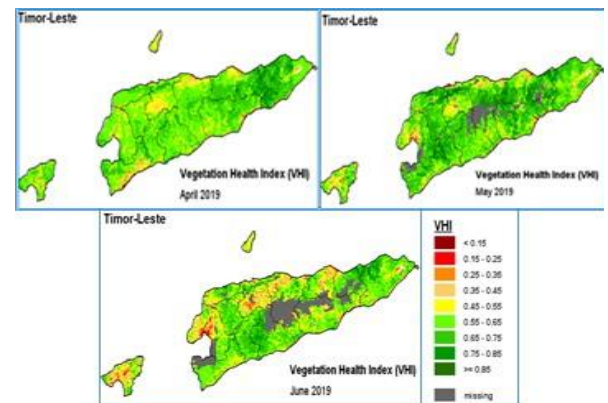 Timor-Leste
Vegetation Health Index (VHI)
April 2019
Timor-Leste
Vegetation Health Index (VHI)
May 2019
Timor-Leste
Vegetation Health Index (VHI)
June 2019
VHI
< 0.15
0.15 - 0.25
0.25 - 0.35
0.35 - 0.45
0.45 - 0.55
0.55 - 0.65
0.65 - 0.75
0.75 - 0.85
>= 0.85
missing